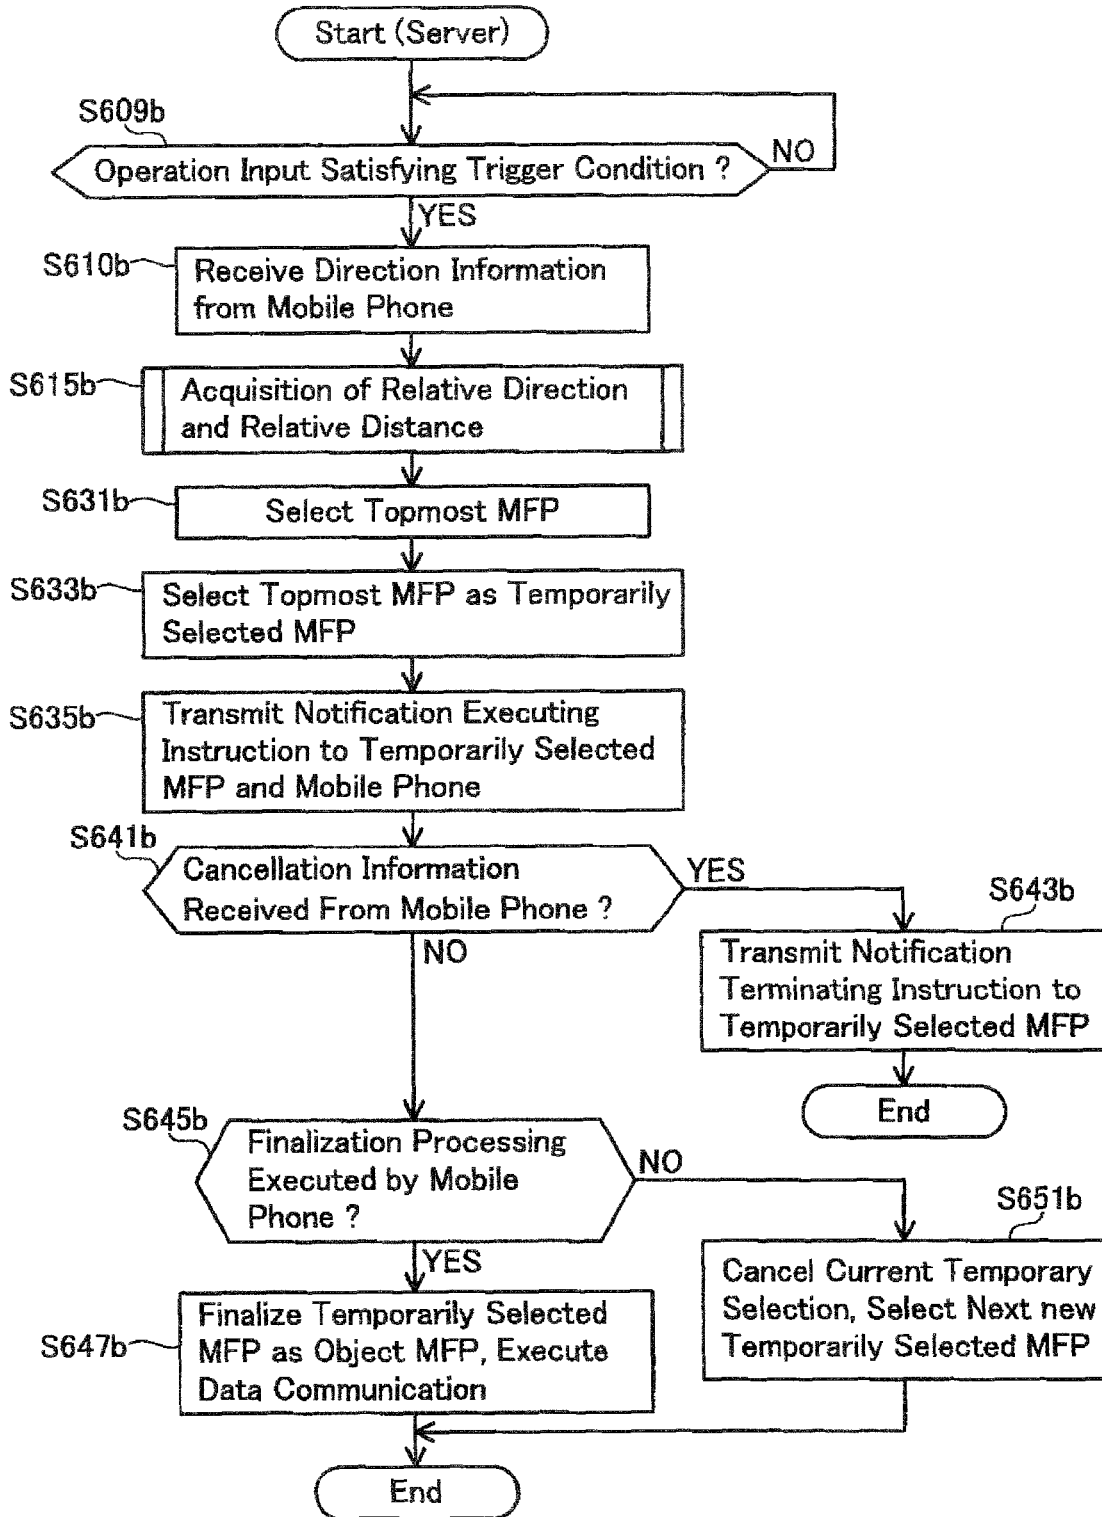 Start (Server)
S609b
Operation Input Satisfying Trigger Condition ?
NO
YES
S610b
Receive Direction Information
from Mobile Phone
S615b
Acquisition of Relative Direction
and Relative Distance
S631b
Select Topmost MFP
S633b
Select Topmost MFP as Temporarily
Selected MFP
S635b
Transmit Notification Executing
Instruction to Temporarily Selected
MFP and Mobile Phone
S641b
Cancellation Information
Received From Mobile Phone ?
YES
NO
S643b
Transmit Notification
Terminating Instruction to
Temporarily Selected MFP
End
S645b
Finalization Processing
Executed by Mobile
Phone ?
NO
YES
S651b
Cancel Current Temporary
Selection, Select Next new
Temporarily Selected MFP
S647b
Finalize Temporarily Selected
MFP as Object MFP, Execute
Data Communication
End